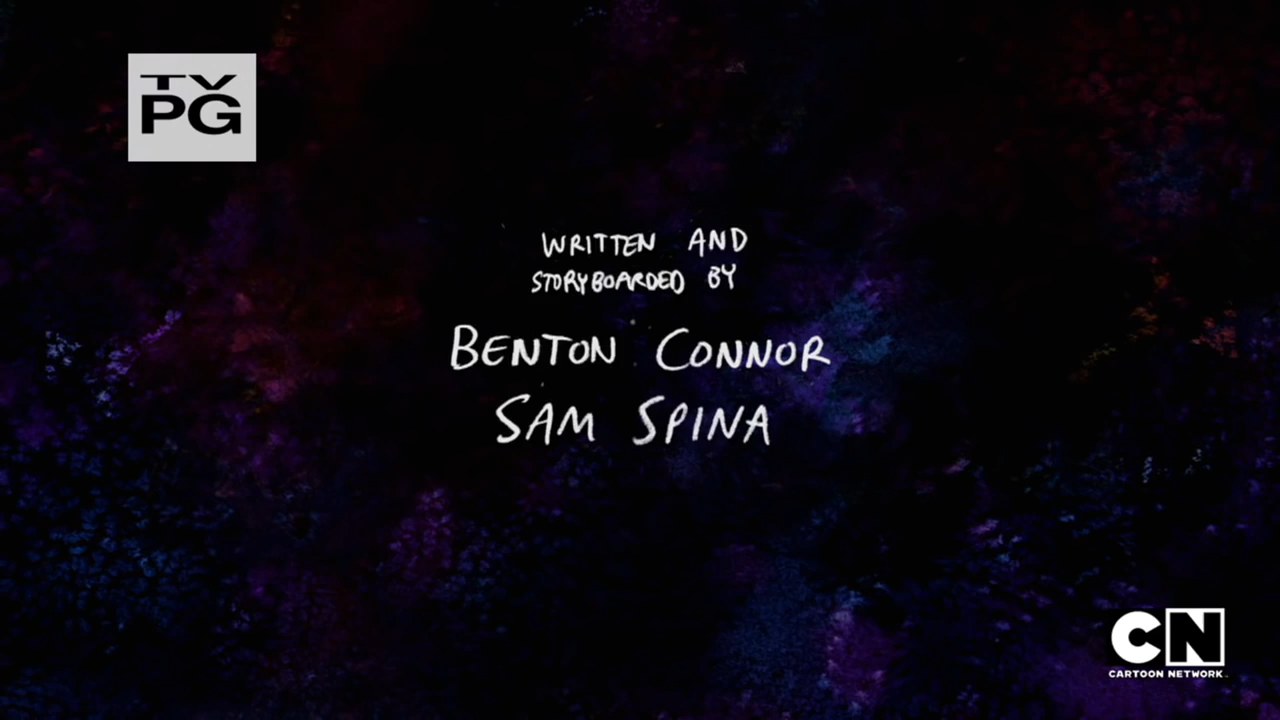 TV
PG
WRITTEN AND
STORYBOARDED BY
BENTON CONNOR
SAM SPINA
CN
CARTOON NETWORK